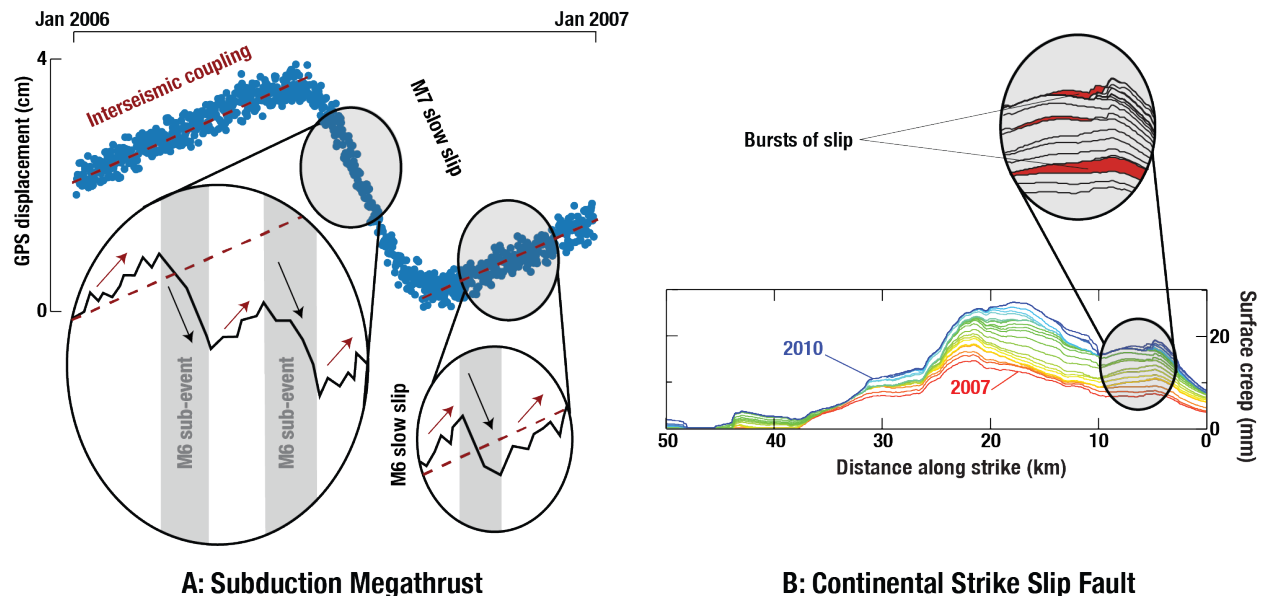 Jan 2006
Jan 2007
4
0
GPS displacement (cm)
Interseismic coupling
M7 slow slip
M6 sub-event
M6 sub-event
M6 slow slip
A: Subduction Megathrust
Bursts of slip
2010
2007
20
0
Surface creep (mm)
50
40
30
20
10
0
Distance along strike (km)
B: Continental Strike Slip Fault